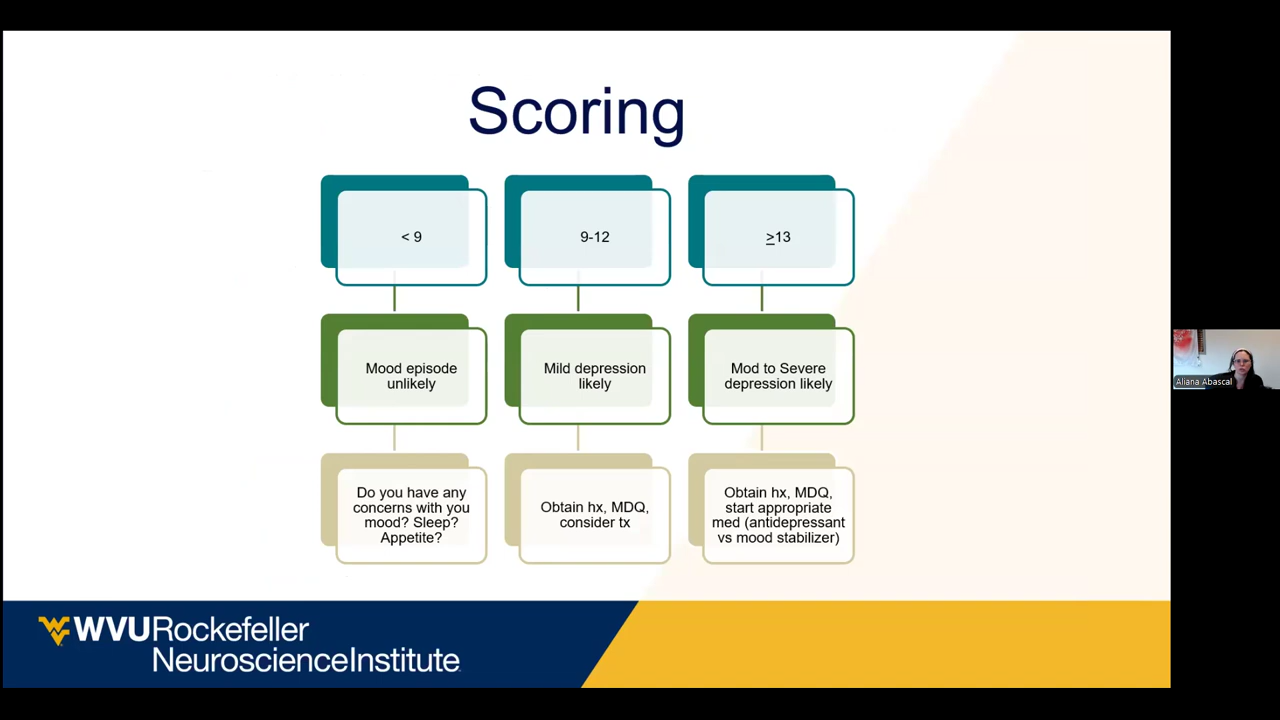 Scoring
< 9
9-12
≥13
Mood episode
unlikely
Mild depression
likely
Mod to Severe
depression likely
Do you have any
concerns with you
mood? Sleep?
Appetite?
Obtain hx, MDQ,
consider tx
Obtain hx, MDQ,
start appropriate
med (antidepressant
vs mood stabilizer)
Aliana Abascal
WVURockefeller
NeuroscienceInstitute